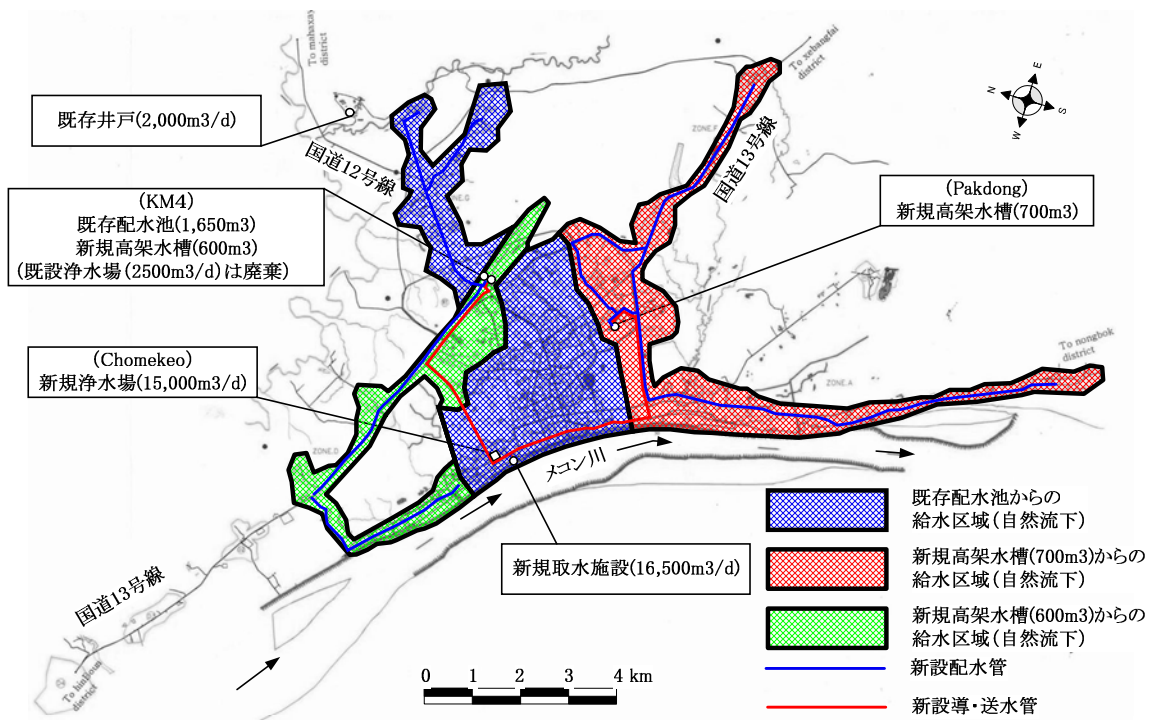 To mahaxay
district
To xebangfai
district
N
E
S
W
既存井戸(2,000m3/d)
国道12号線
ZONE.F
国道13号線
(KM4)
既存配水池(1,650m3)
新規高架水槽(600m3)
(既設浄水場(2500m3/d)は廃棄)
ZONE.G
(Pakdong)
新規高架水槽(700m3)
(Chomekeo)
新規浄水場(15,000m3/d)
To nongbok
district
ZONE.A
ZONE.D
メコン川
新規取水施設(16,500m3/d)
国道13号線
To hinboun
district
既存配水池からの
給水区域(自然流下)
新規高架水槽(700m3)からの
給水区域(自然流下)
新規高架水槽(600m3)からの
給水区域(自然流下)
新設配水管
新設導・送水管
0 1 2 3 4 km